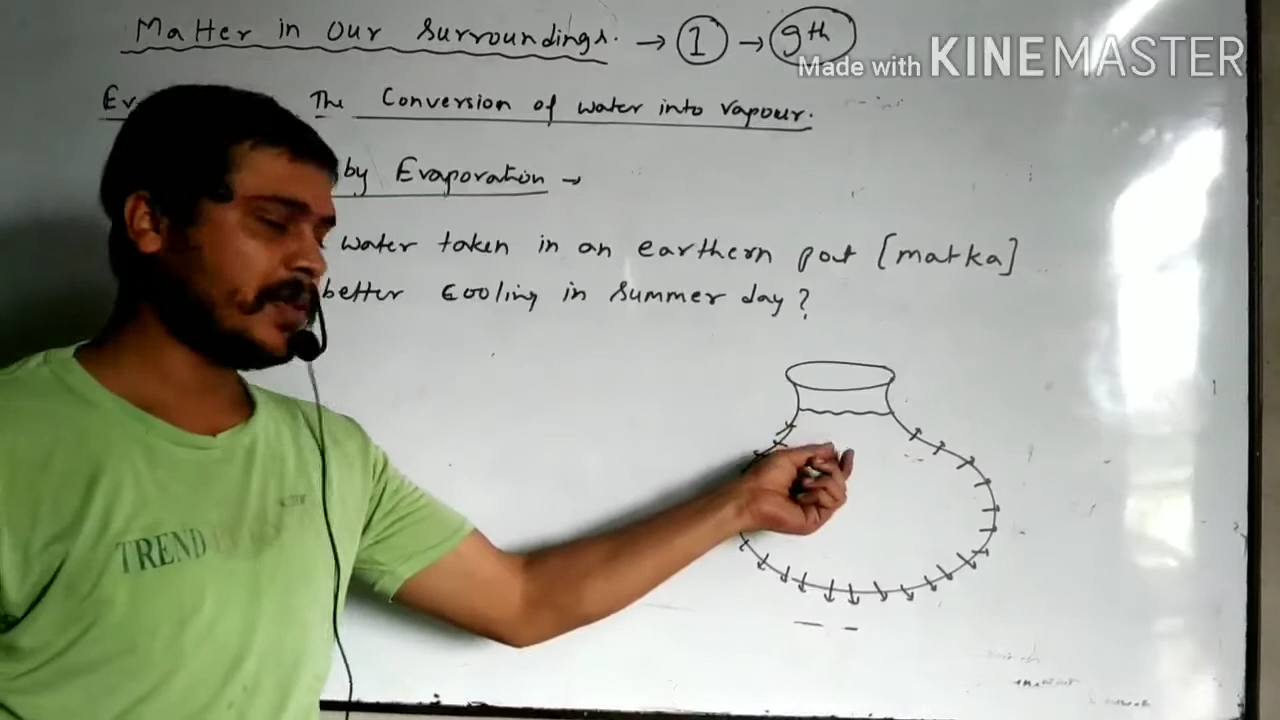 Matter in Our Surroundings. → 1 → 9th
Made with KINEMASTER
The Conversion of water into vapour.
by Evaporation →
water taken in an earthern pot [matka]
better cooling in summer day?
TREND